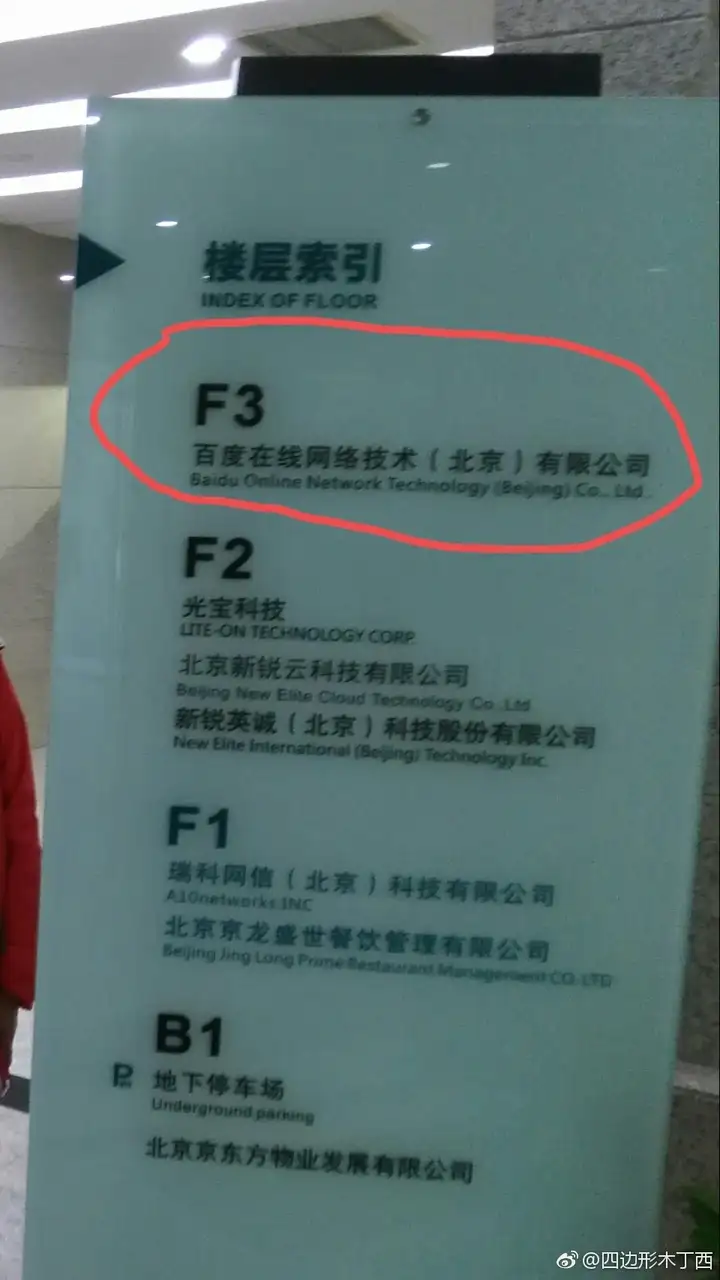 楼层索引
INDEX OF FLOOR
F3
百度在线网络技术（北京）有限公司
Baidu Online Network Technology (Beijing) Co., Ltd.
F2
光宝科技
LITE-ON TECHNOLOGY CORP.
北京新锐云科技有限公司
Beijing New Elite Cloud Technology Co.,Ltd
新锐英诚（北京）科技股份有限公司
New Elite International (Beijing) Technology Inc.
F1
瑞科网信（北京）科技有限公司
A10networks.INC
北京京龙盛世餐饮管理有限公司
Beijing Jing Long Prime Restaurant Management CO. LTD
B1
P 地下停车场
Underground parking
北京京东方物业发展有限公司
@四边形木丁西